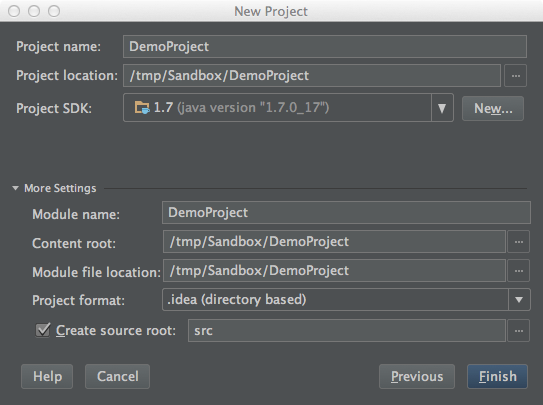 New Project
Project name: DemoProject
Project location: /tmp/Sandbox/DemoProject ...
Project SDK: 1.7 (java version "1.7.0_17") New...
More Settings
Module name: DemoProject
Content root: /tmp/Sandbox/DemoProject ...
Module file location: /tmp/Sandbox/DemoProject ...
Project format: .idea (directory based)
Create source root: src ...
Help Cancel Previous Finish